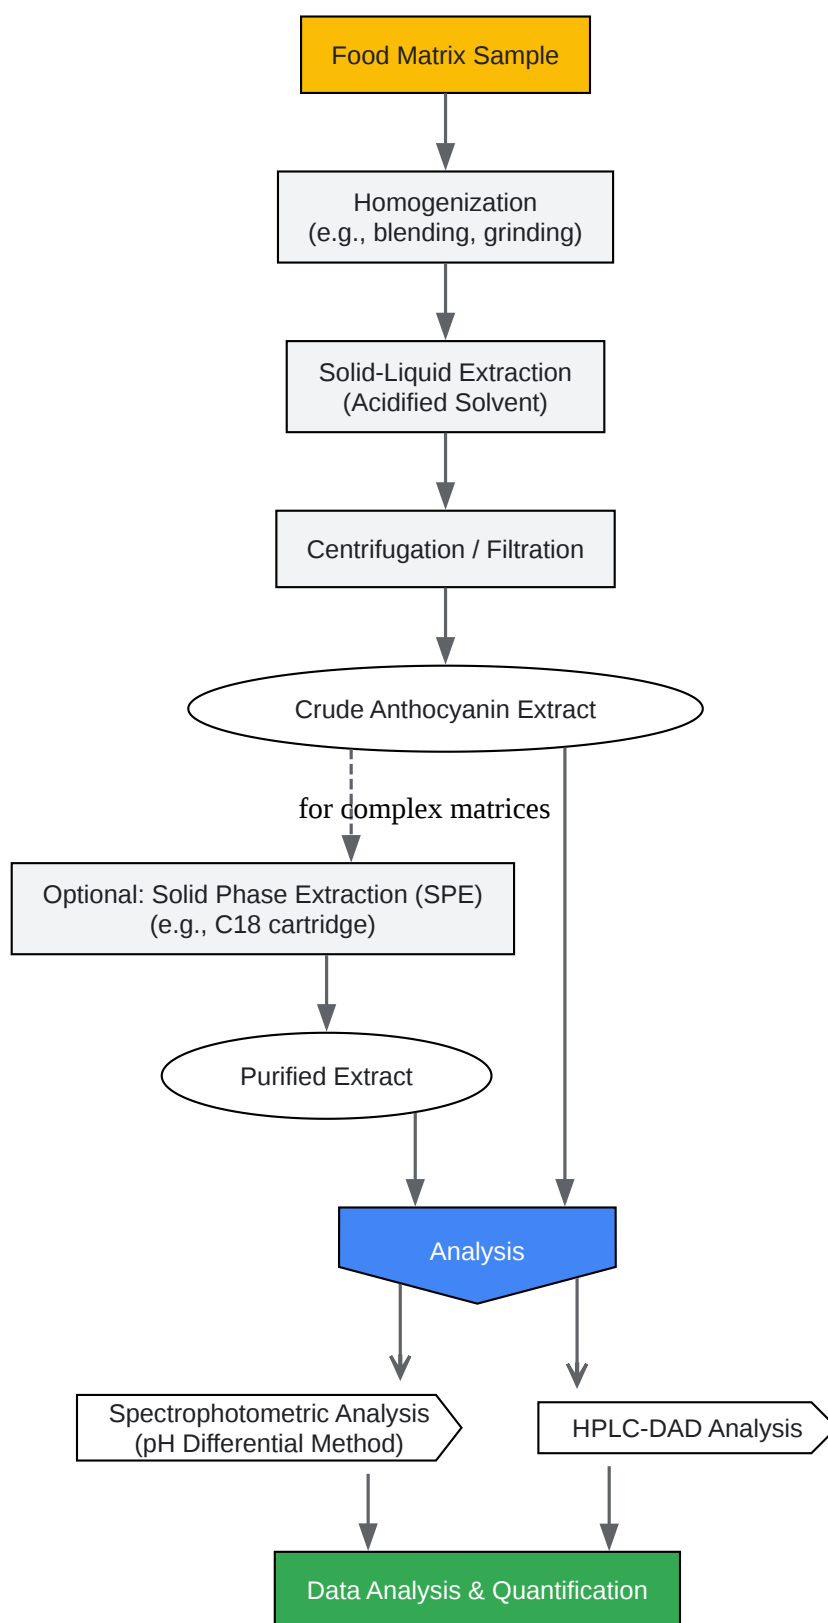 Food Matrix Sample
Homogenization
(e.g., blending, grinding)
Solid-Liquid Extraction
(Acidified Solvent)
Centrifugation / Filtration
Crude Anthocyanin Extract
for complex matrices
Optional: Solid Phase Extraction (SPE)
(e.g., C18 cartridge)
Purified Extract
Analysis
Spectrophotometric Analysis
(pH Differential Method)
HPLC-DAD Analysis
Data Analysis & Quantification